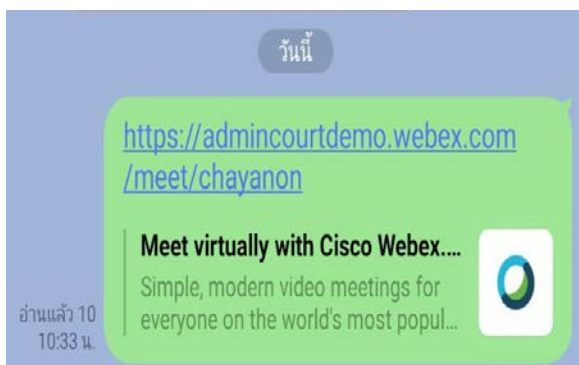 วันนี้
https://admincourtdemo.webex.com
/meet/chayanon
Meet virtually with Cisco Webex....
Simple, modern video meetings for
everyone on the world's most popul...
อ่านแล้ว 10
10:33 น.